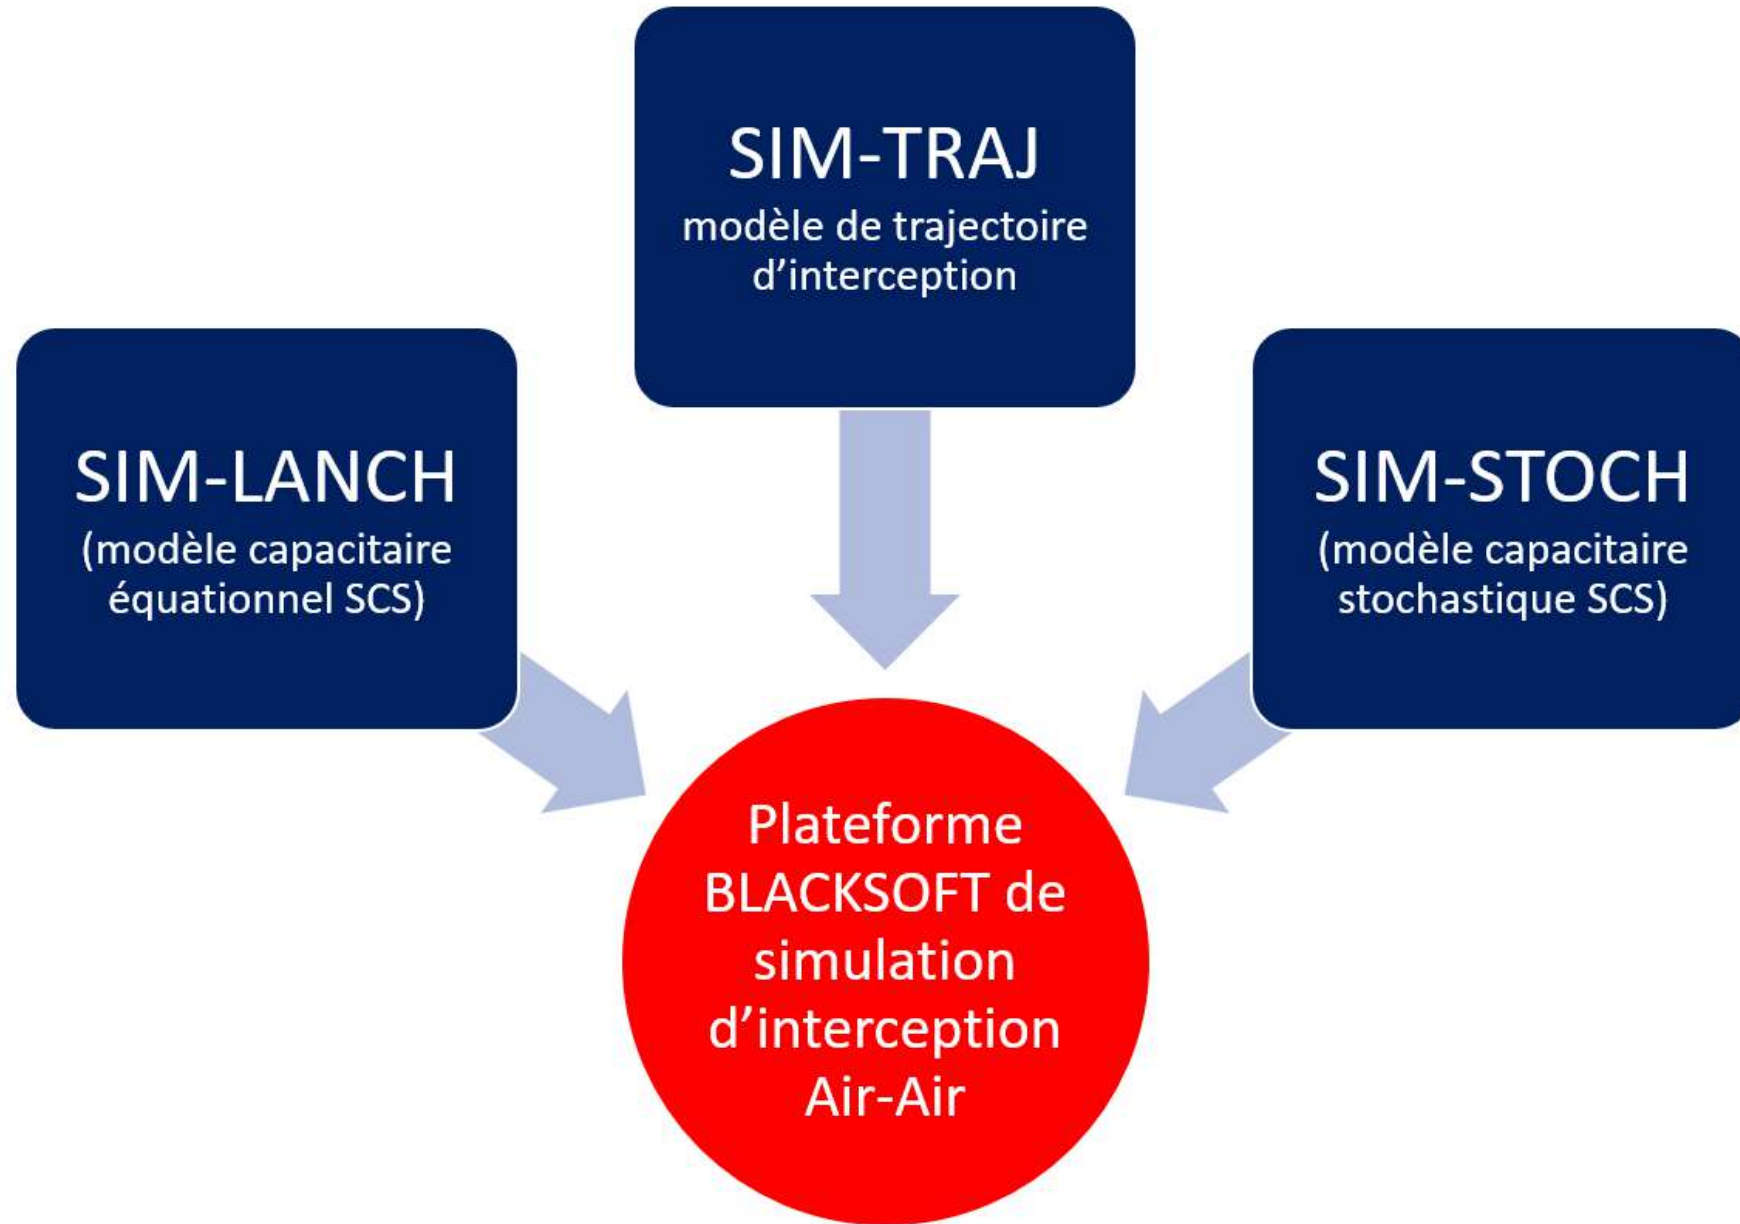 SIM-TRAJ
modèle de trajectoire
d’interception
SIM-LANCH
(modèle capacitaire
équationnel SCS)
SIM-STOCH
(modèle capacitaire
stochastique SCS)
Plateforme
BLACKSOFT de
simulation
d’interception
Air-Air